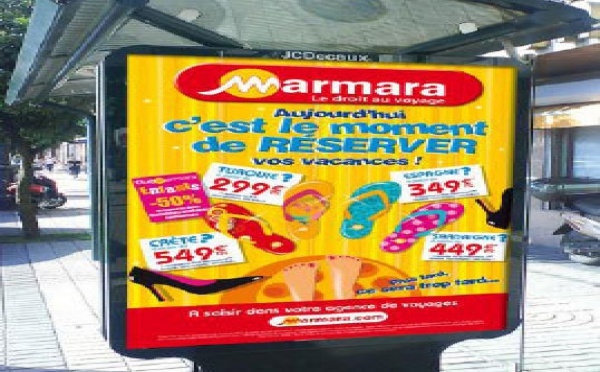 JCDecaux
Marmara
Le droit au voyage
Aujourd'hui
c'est le moment
de RÉSERVER
vos vacances !
Enfants
-50%
TURQUIE ?
299€
ESPAGNE ?
349€
CRÈTE ?
549€
SARDAIGNE ?
449€
Plus tard,
ce sera trop tard...
A saisir dans votre agence de voyages
marmara.com